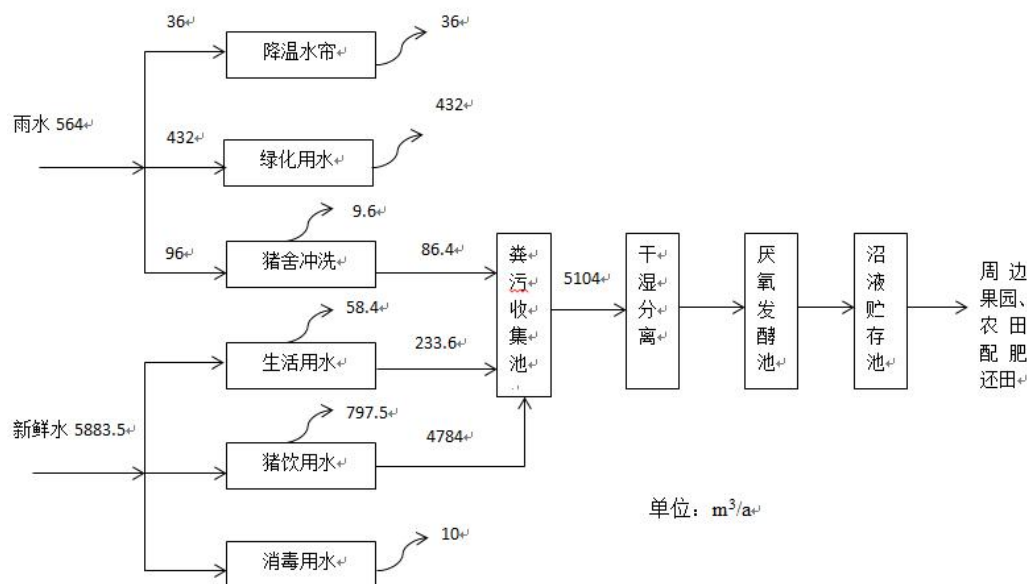 36
降温水帘
36
雨水 564
432
绿化用水
432
96
猪舍冲洗
9.6
86.4
粪污收集池
5104
干湿分离
厌氧发酵池
沼液贮存池
周边
果园、
农田
配肥
还田
58.4
生活用水
233.6
新鲜水 5883.5
797.5
猪饮用水
4784
消毒用水
10
单位：m³/a